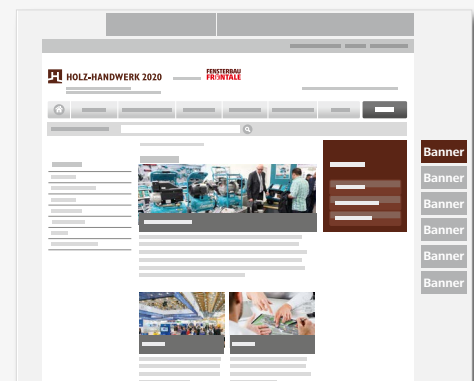 HOLZ-HANDWERK 2020
FENSTERBAU
FRONTALE
Banner
Banner
Banner
Banner
Banner
Banner